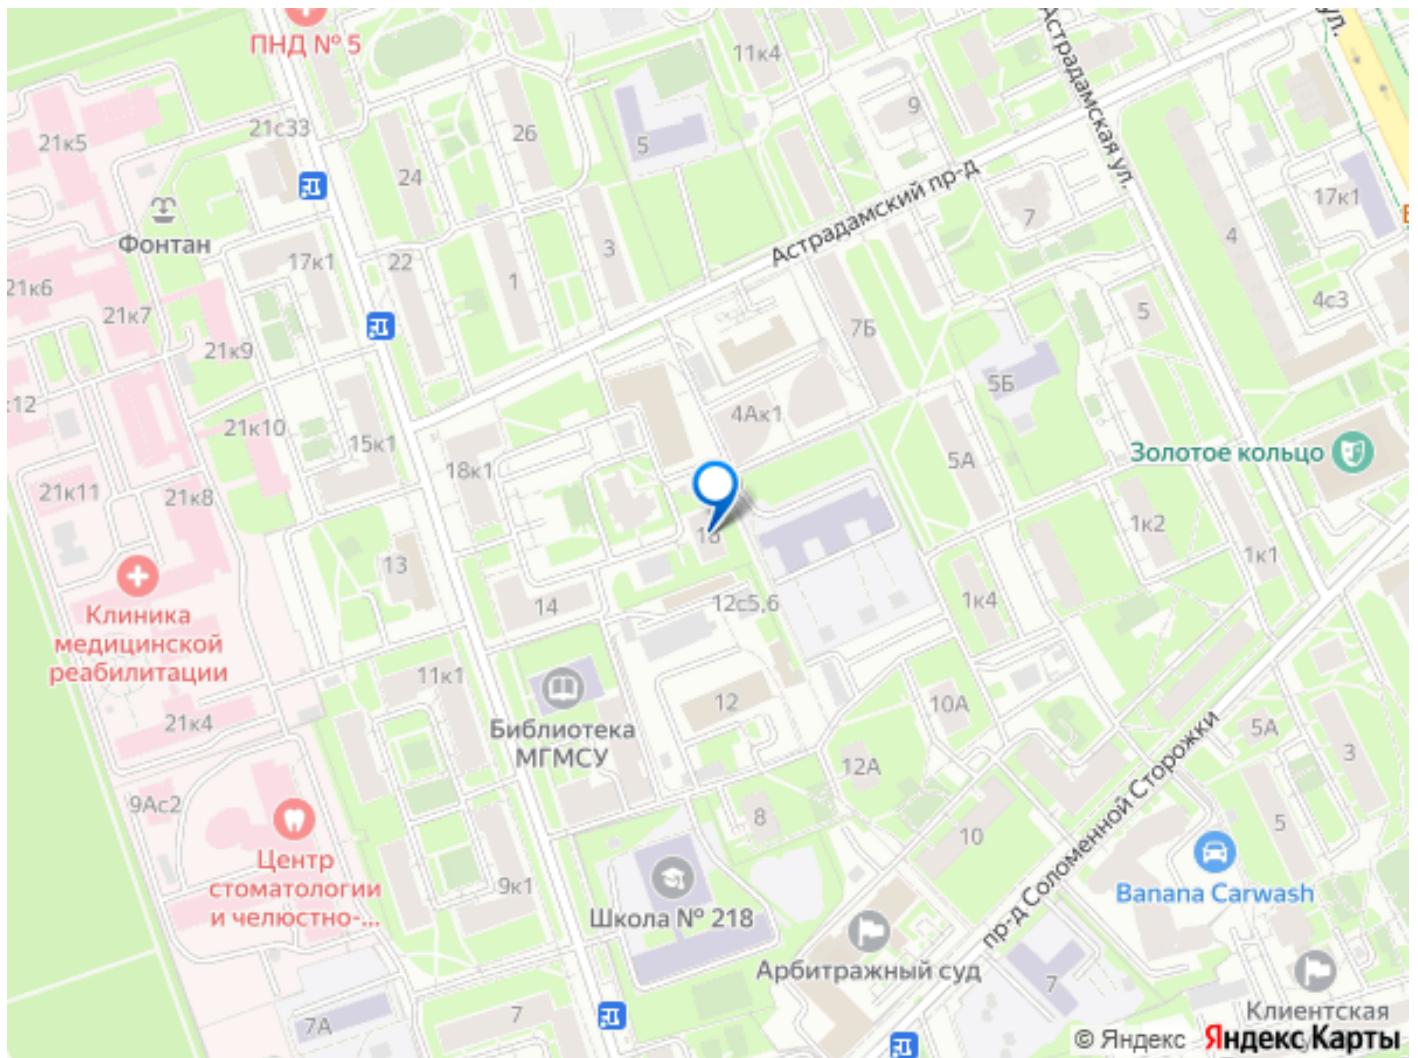 ПНД № 5
11к4
Астрадамская ул.
ул.
21к5
21с33
26
24
5
9
17к1
Фонтан
17к1
22
3
1
Астрадамский пр-д
7
4
21к6
21к7
21к9
7Б
5
4с3
5Б
21к10
15к1
18к1
4Ак1
5А
Золотое кольцо
21к11
21к8
1к2
1к1
13
14
12с5,6
1к4
Клиника
медицинской
реабилитации
11к1
21к4
Библиотека
МГМСУ
12
10А
12А
5А
3
пр-д Соломенной Сторожки
9Ас2
8
10
5
Центр
стоматологии
и челюстно-...
9к1
Школа № 218
Banana Carwash
Арбитражный суд
7А
7
7
Клиентская
© Яндекс Яндекс Карты